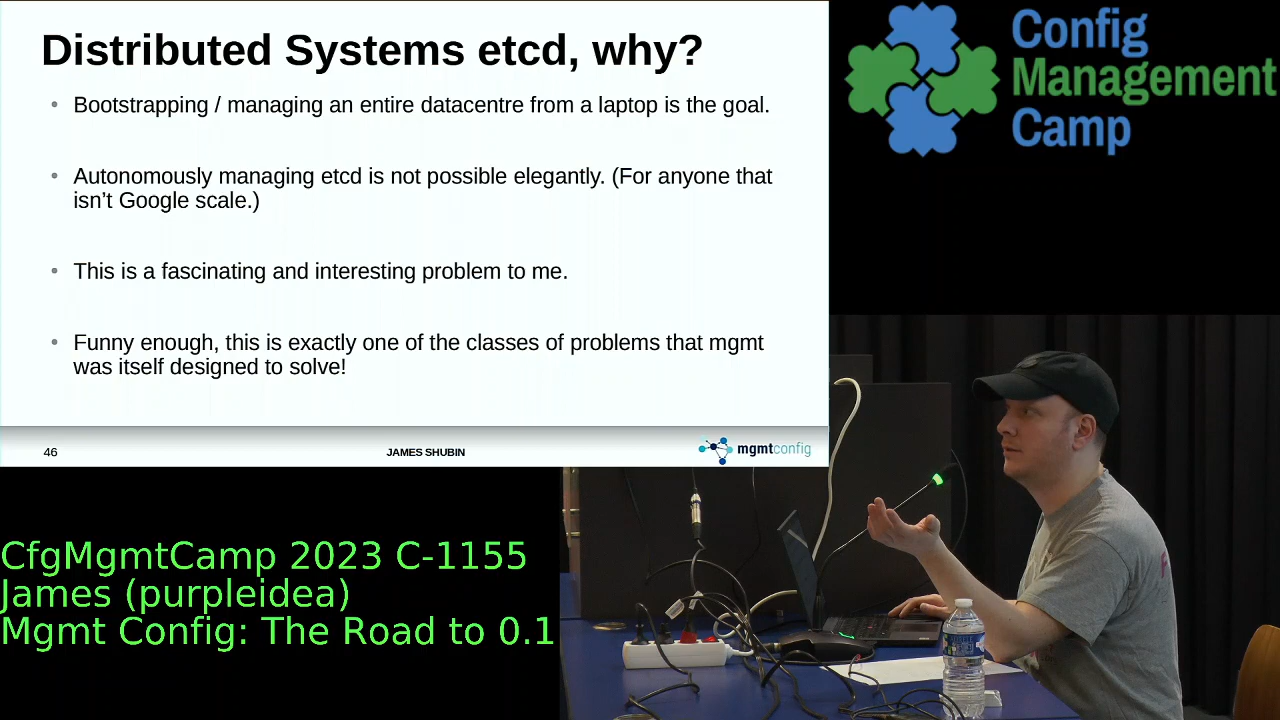 Distributed Systems etcd, why?
• Bootstrapping / managing an entire datacentre from a laptop is the goal.
• Autonomously managing etcd is not possible elegantly. (For anyone that
isn't Google scale.)
• This is a fascinating and interesting problem to me.
• Funny enough, this is exactly one of the classes of problems that mgmt
was itself designed to solve!
46
JAMES SHUBIN
mgmtconfig
Config
Management
Camp
CfgMgmtCamp 2023 C-1155
James (purpleidea)
Mgmt Config: The Road to 0.1